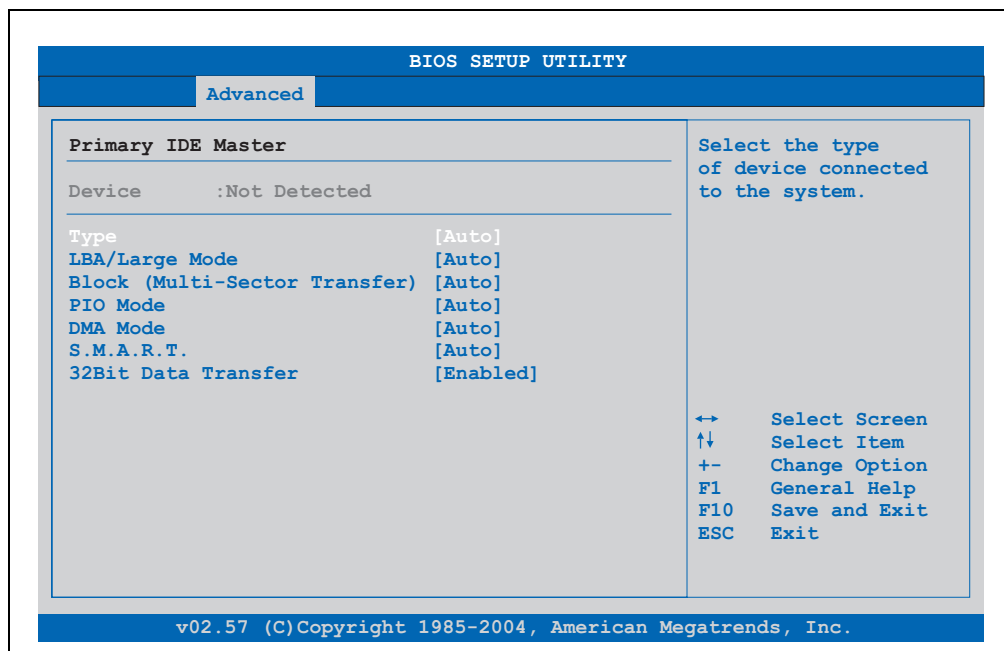 BIOS SETUP UTILITY
Advanced
Primary IDE Master
Device :Not Detected
Type [Auto]
LBA/Large Mode [Auto]
Block (Multi-Sector Transfer) [Auto]
PIO Mode [Auto]
DMA Mode [Auto]
S.M.A.R.T. [Auto]
32Bit Data Transfer [Enabled]
Select the type
of device connected
to the system.
↔ Select Screen
↑↓ Select Item
+- Change Option
F1 General Help
F10 Save and Exit
ESC Exit
v02.57 (C)Copyright 1985-2004, American Megatrends, Inc.